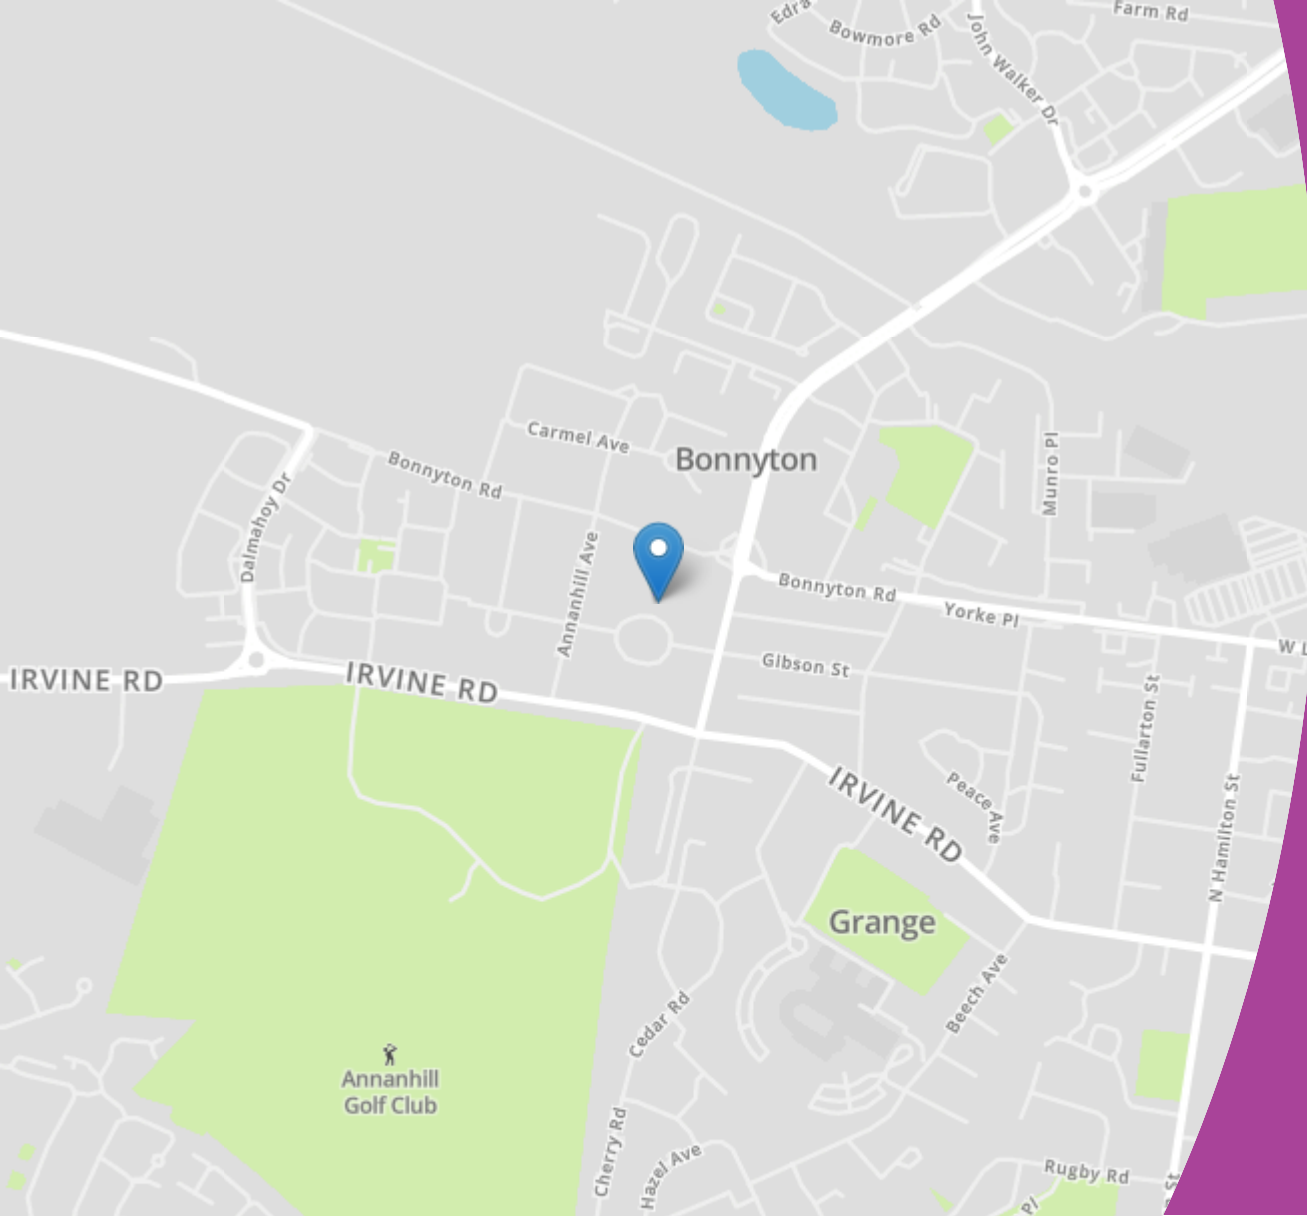 Edra
Bowmore Rd
Farm Rd
John Walker Dr
Carmel Ave
Bonnyton
Bonnyton Rd
Munro Pl
Dalmahoy Dr
Annanhill Ave
Bonnyton Rd
Yorke Pl
W L
Gibson St
IRVINE RD
IRVINE RD
Fullarton St
IRVINE RD
Peace Ave
N Hamilton St
Grange
Beech Ave
Cedar Rd
Annanhill
Golf Club
Cherry Rd
Hazel Ave
Rugby Rd
Pl
St